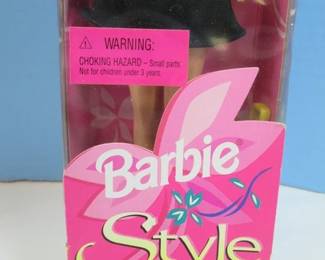 WARNING:
CHOKING HAZARD – Small parts
Not for children under 3 years.
Barbie
Style